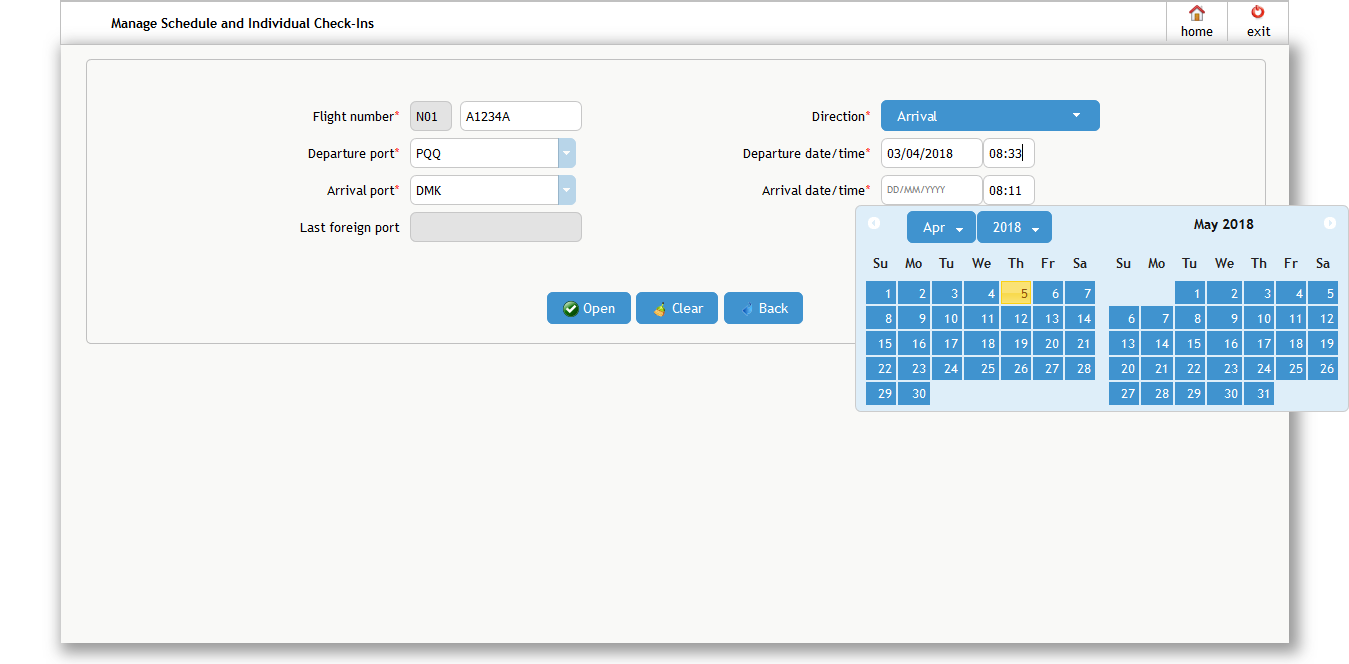 Manage Schedule and Individual Check-Ins
home
exit
Flight number* N01 A1234A
Direction* Arrival
Departure port* PQQ
Departure date/time* 03/04/2018 08:33
Arrival port* DMK
Arrival date/time* DD/MM/YYYY 08:11
Last foreign port
Open Clear Back
Apr 2018
Su Mo Tu We Th Fr Sa
1 2 3 4 5 6 7
8 9 10 11 12 13 14
15 16 17 18 19 20 21
22 23 24 25 26 27 28
29 30
May 2018
Su Mo Tu We Th Fr Sa
1 2 3 4 5
6 7 8 9 10 11 12
13 14 15 16 17 18 19
20 21 22 23 24 25 26
27 28 29 30 31